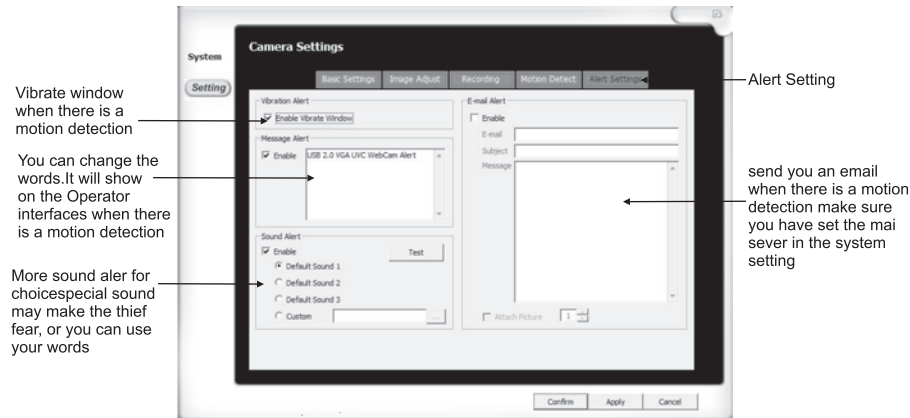 System
Setting
Camera Settings
Basic Settings
Image Adjust
Recording
Motion Detect
Alert Settings
Alert Setting
Vibrate window
when there is a
motion detection
You can change the
words.It will show
on the Operator
interfaces when there
is a motion detection
More sound aler for
choicespecial sound
may make the thief
fear, or you can use
your words
Vibration Alert
Enable Vibrate Window
Message Alert
Enable
USB 2.0 VGA UVC WebCam Alert
Sound Alert
Enable
Test
Default Sound 1
Default Sound 2
Default Sound 3
Custom
...
E-mail Alert
Enable
E-mail
Subject
Message
Attach Picture
1
send you an email
when there is a motion
detection make sure
you have set the mai
sever in the system
setting
Confirm
Apply
Cancel